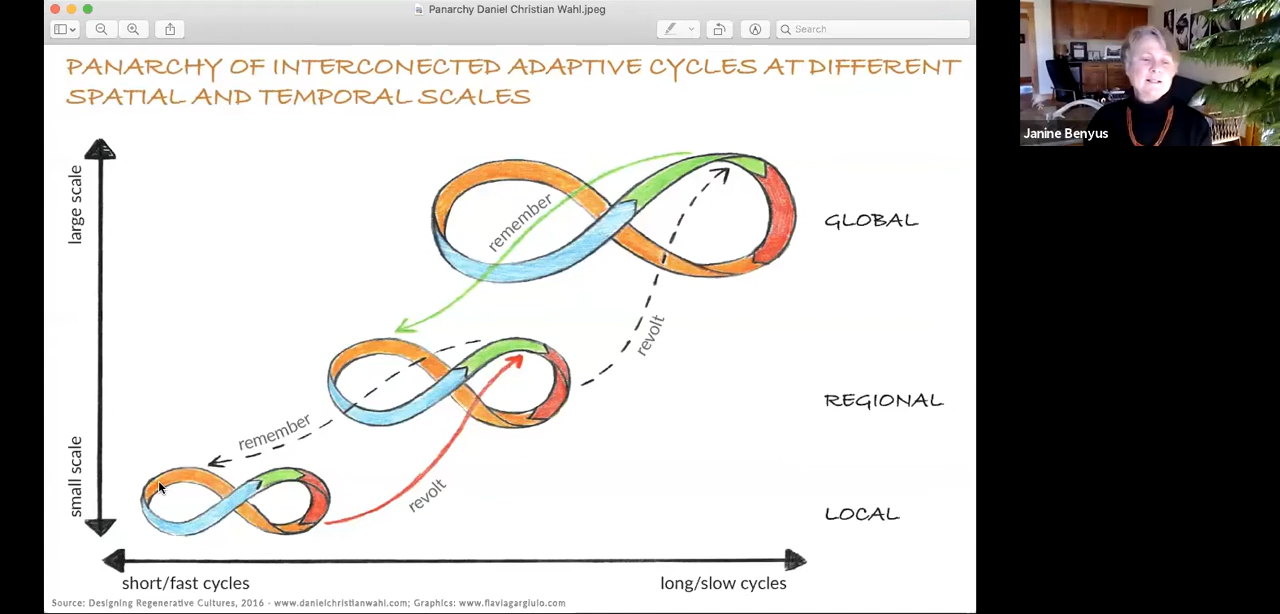 Panarchy Daniel Christian Wahl.jpeg
Search
PANARCHY OF INTERCONECTED ADAPTIVE CYCLES AT DIFFERENT
SPATIAL AND TEMPORAL SCALES
Janine Benyus
large scale
remember
GLOBAL
revolt
REGIONAL
remember
small scale
revolt
LOCAL
short/fast cycles
long/slow cycles
Source: Designing Regenerative Cultures, 2016 - www.danielchristianwahl.com; Graphics: www.flaviagargiulo.com